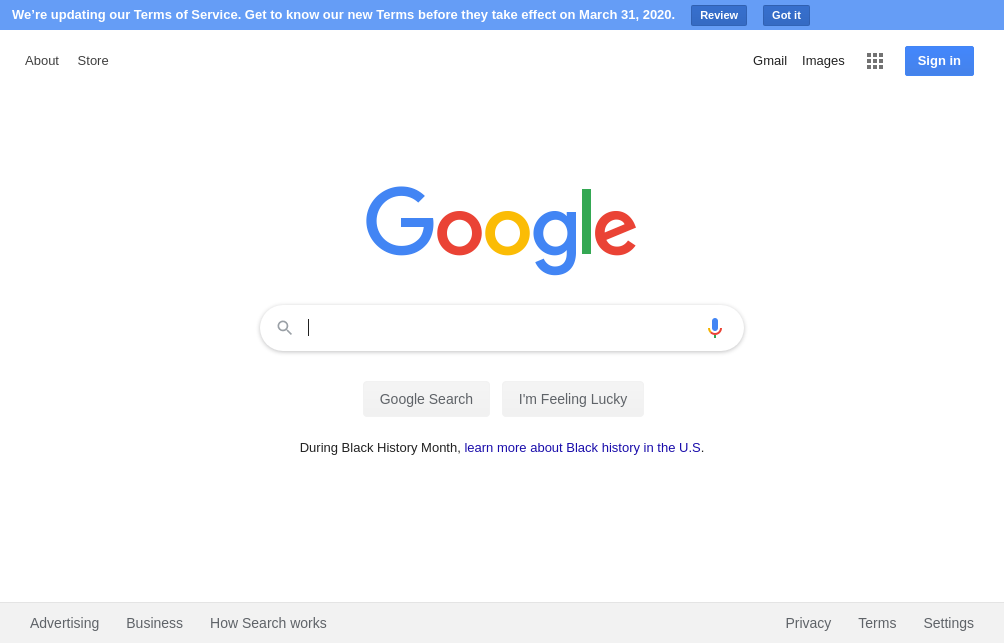 We're updating our Terms of Service. Get to know our new Terms before they take effect on March 31, 2020. Review Got it
About Store Gmail Images Sign in
Google
Google Search I'm Feeling Lucky
During Black History Month, learn more about Black history in the U.S.
Advertising Business How Search works Privacy Terms Settings